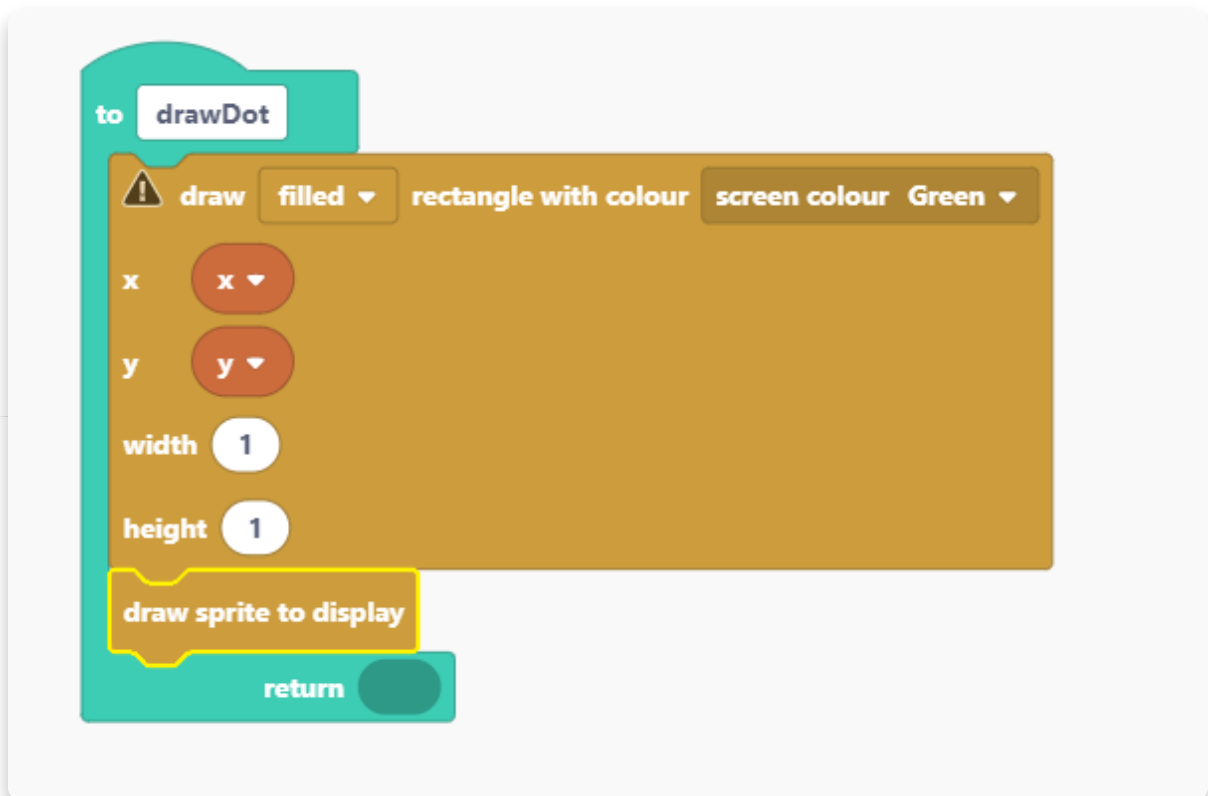 to drawDot
draw filled rectangle with colour screen colour Green
x x
y y
width 1
height 1
draw sprite to display
return